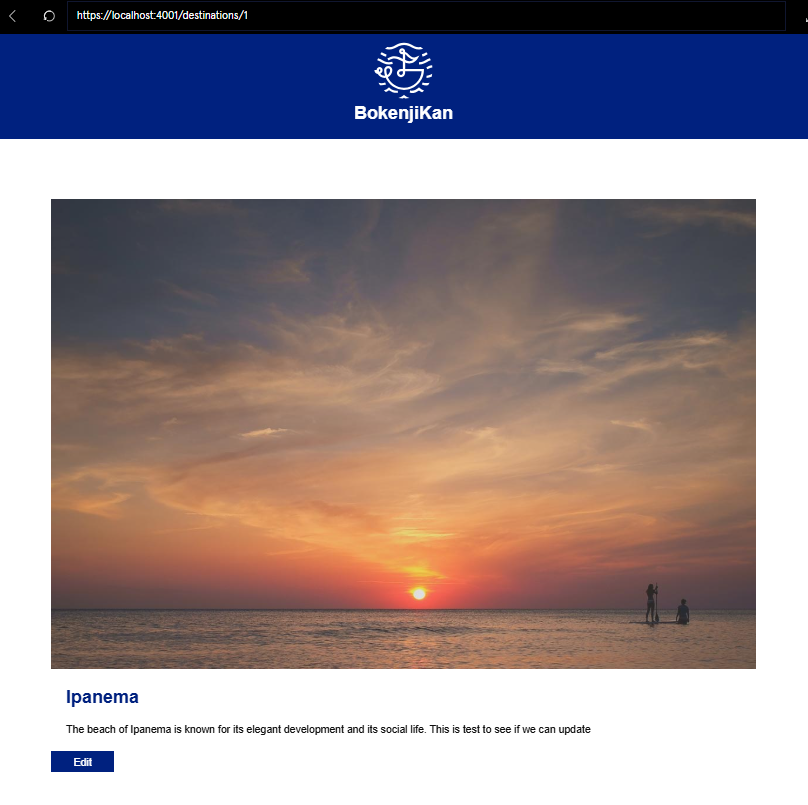 https://localhost:4001/destinations/1
BokenjiKan
Ipanema
The beach of Ipanema is known for its elegant development and its social life. This is test to see if we can update
Edit